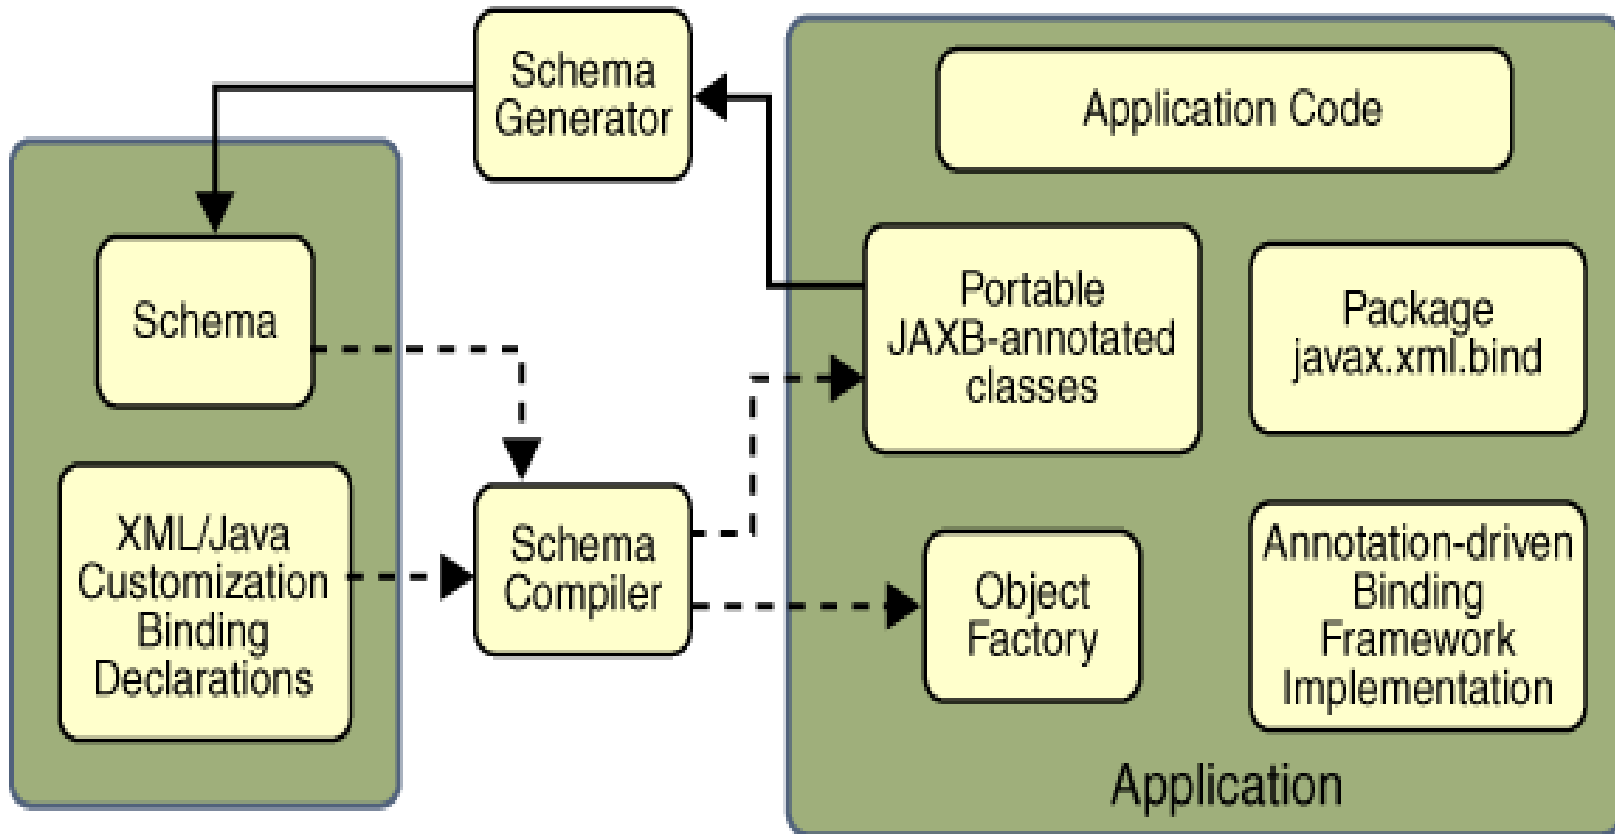 Schema
Generator
Application Code
Schema
Portable
JAXB-annotated
classes
Package
javax.xml.bind
XML/Java
Customization
Binding
Declarations
Schema
Compiler
Object
Factory
Annotation-driven
Binding
Framework
Implementation
Application